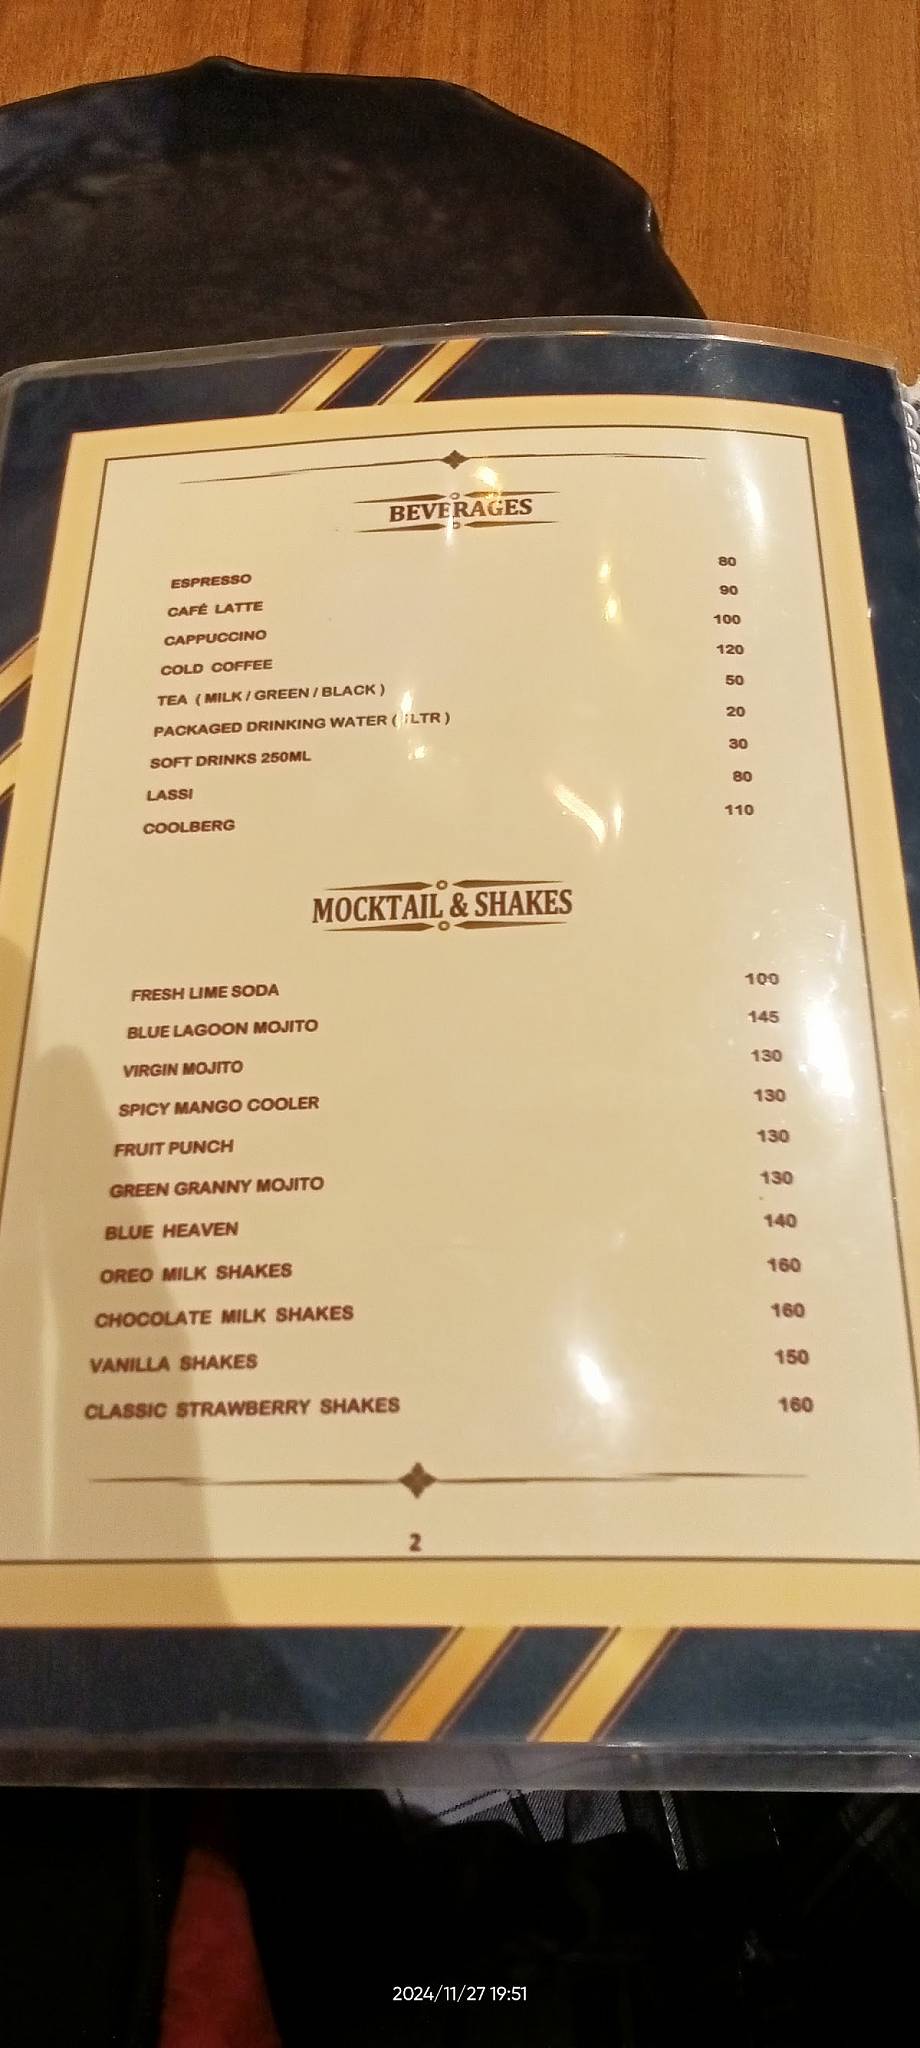 BEVERAGES
ESPRESSO 80
CAFÉ LATTE 90
CAPPUCCINO 100
COLD COFFEE 120
TEA ( MILK / GREEN / BLACK ) 50
PACKAGED DRINKING WATER ( LTR ) 20
SOFT DRINKS 250ML 30
LASSI 80
COOLBERG 110
MOCKTAIL & SHAKES
FRESH LIME SODA 100
BLUE LAGOON MOJITO 145
VIRGIN MOJITO 130
SPICY MANGO COOLER 130
FRUIT PUNCH 130
GREEN GRANNY MOJITO 130
BLUE HEAVEN 140
OREO MILK SHAKES 160
CHOCOLATE MILK SHAKES 160
VANILLA SHAKES 150
CLASSIC STRAWBERRY SHAKES 160
2
2024/11/27 19:51